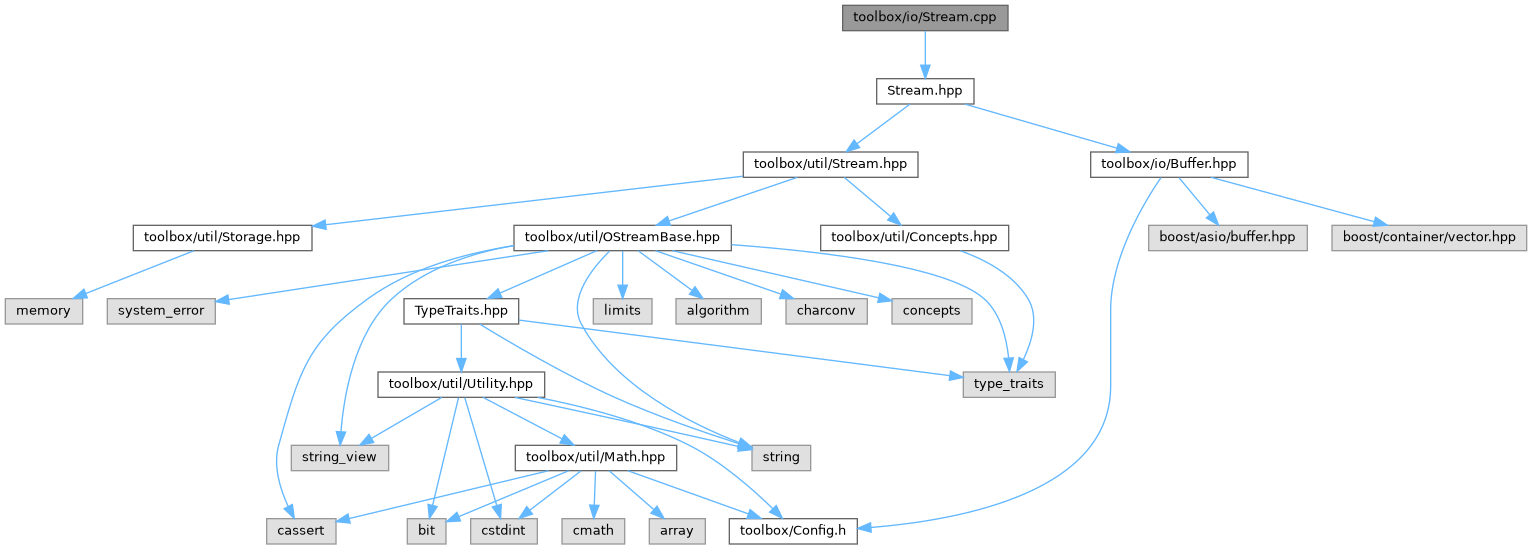 toolbox/io/Stream.cpp
Stream.hpp
toolbox/util/Stream.hpp
toolbox/io/Buffer.hpp
toolbox/util/Storage.hpp
toolbox/util/OStreamBase.hpp
toolbox/util/Concepts.hpp
boost/asio/buffer.hpp
boost/container/vector.hpp
memory
system_error
TypeTraits.hpp
limits
algorithm
charconv
concepts
toolbox/util/Utility.hpp
type_traits
string_view
toolbox/util/Math.hpp
string
cassert
bit
cstdint
cmath
array
toolbox/Config.h